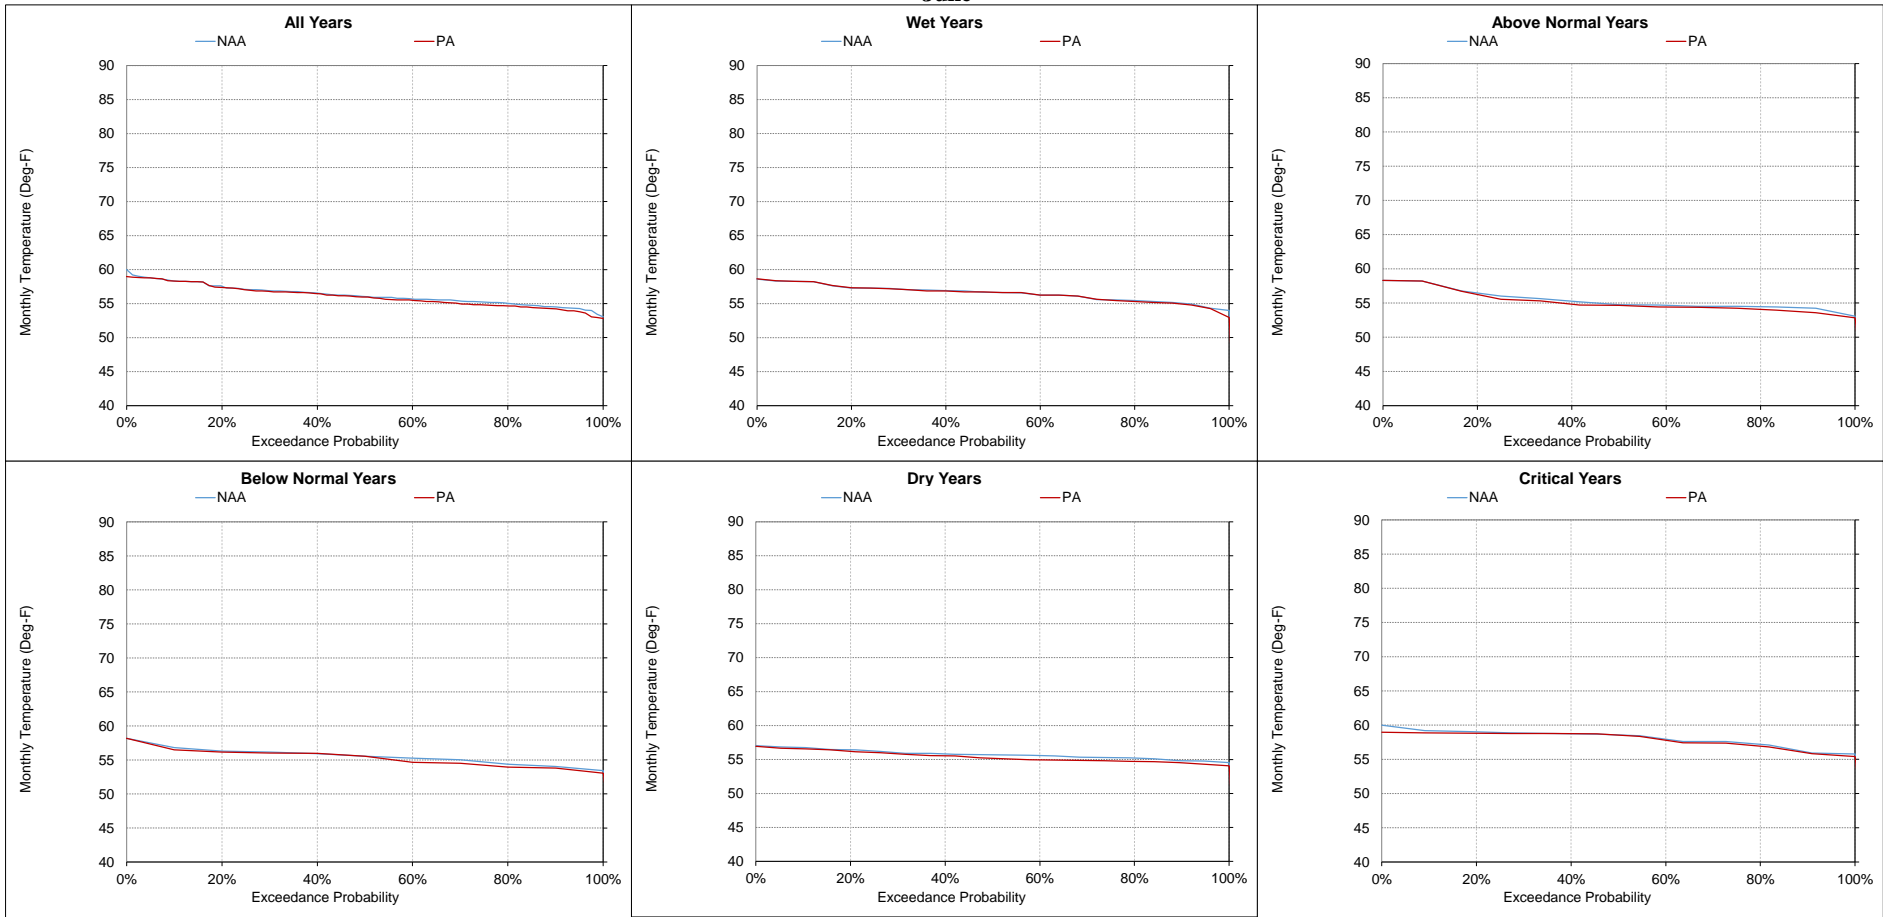 All Years
NAA PA
90
85
80
75
70
65
60
55
50
45
40
Monthly Temperature (Deg-F)
0% 20% 40% 60% 80% 100%
Exceedance Probability
Wet Years
NAA PA
90
85
80
75
70
65
60
55
50
45
40
Monthly Temperature (Deg-F)
0% 20% 40% 60% 80% 100%
Exceedance Probability
Above Normal Years
NAA PA
90
85
80
75
70
65
60
55
50
45
40
Monthly Temperature (Deg-F)
0% 20% 40% 60% 80% 100%
Exceedance Probability
Below Normal Years
NAA PA
90
85
80
75
70
65
60
55
50
45
40
Monthly Temperature (Deg-F)
0% 20% 40% 60% 80% 100%
Exceedance Probability
Dry Years
NAA PA
90
85
80
75
70
65
60
55
50
45
40
Monthly Temperature (Deg-F)
0% 20% 40% 60% 80% 100%
Exceedance Probability
Critical Years
NAA PA
90
85
80
75
70
65
60
55
50
45
40
Monthly Temperature (Deg-F)
0% 20% 40% 60% 80% 100%
Exceedance Probability